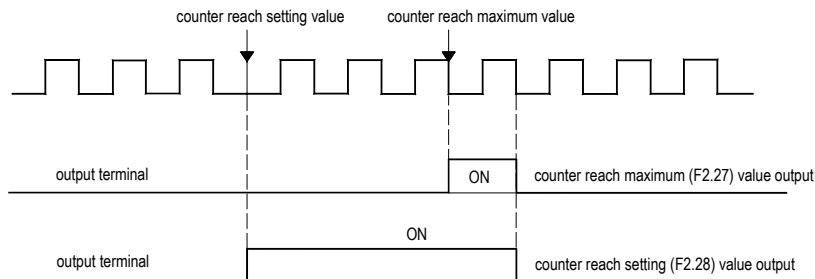 counter reach setting value
counter reach maximum value
output terminal
ON
counter reach maximum (F2.27) value output
ON
output terminal
counter reach setting (F2.28) value output